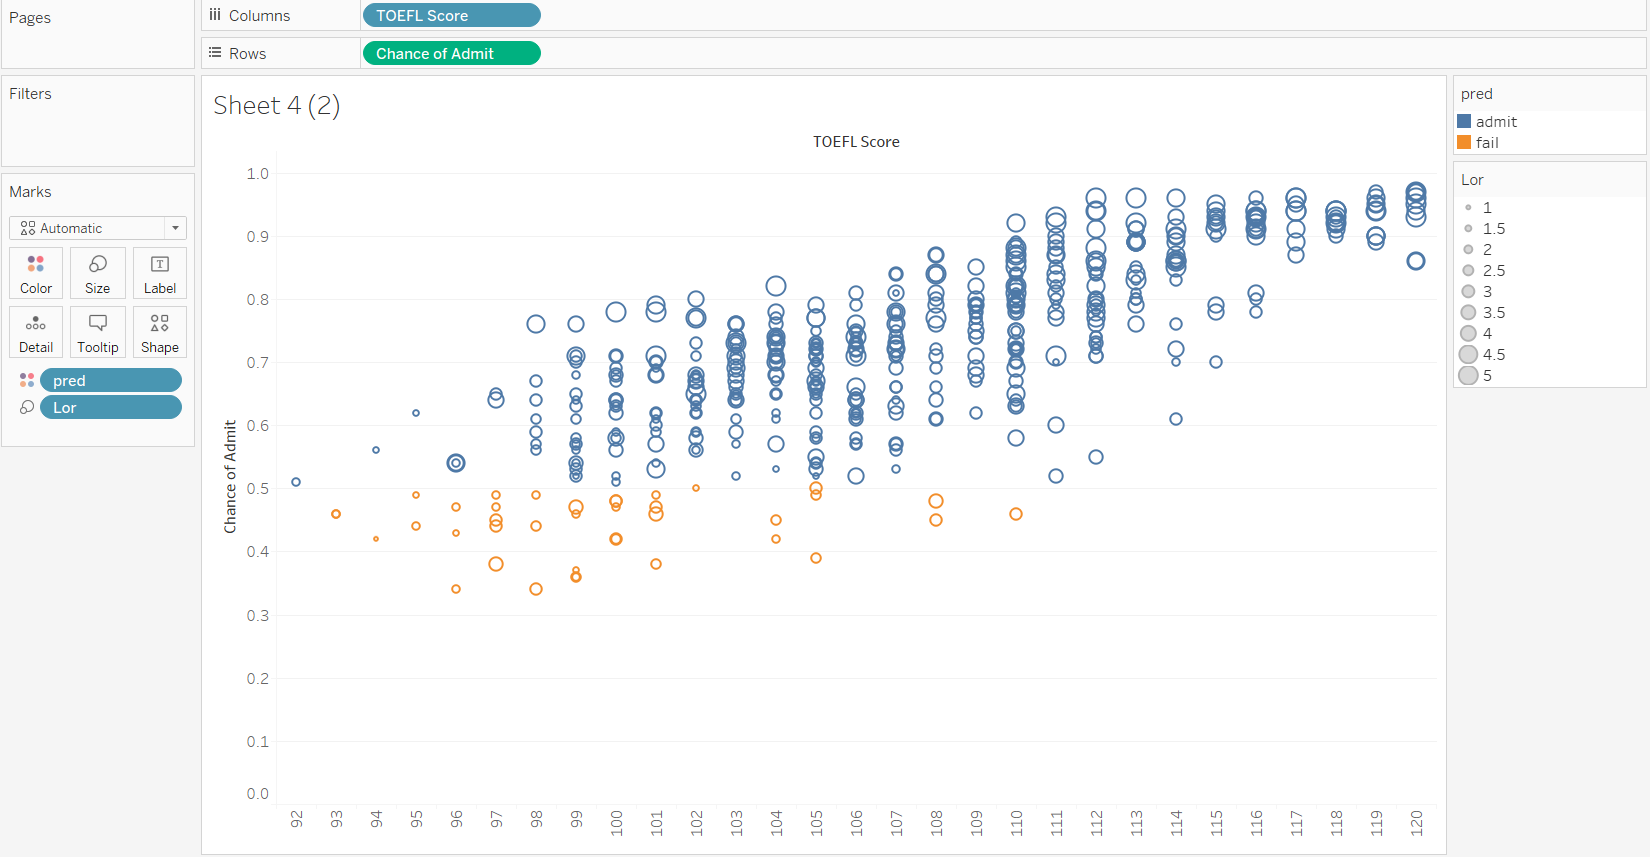 Pages
Columns
TOEFL Score
Rows
Chance of Admit
Filters
Marks
Automatic
Color
Size
Label
Detail
Tooltip
Shape
pred
Lor
Sheet 4 (2)
TOEFL Score
Chance of Admit
1.0
0.9
0.8
0.7
0.6
0.5
0.4
0.3
0.2
0.1
0.0
92 93 94 95 96 97 98 99 100 101 102 103 104 105 106 107 108 109 110 111 112 113 114 115 116 117 118 119 120
pred
admit
fail
Lor
1
1.5
2
2.5
3
3.5
4
4.5
5